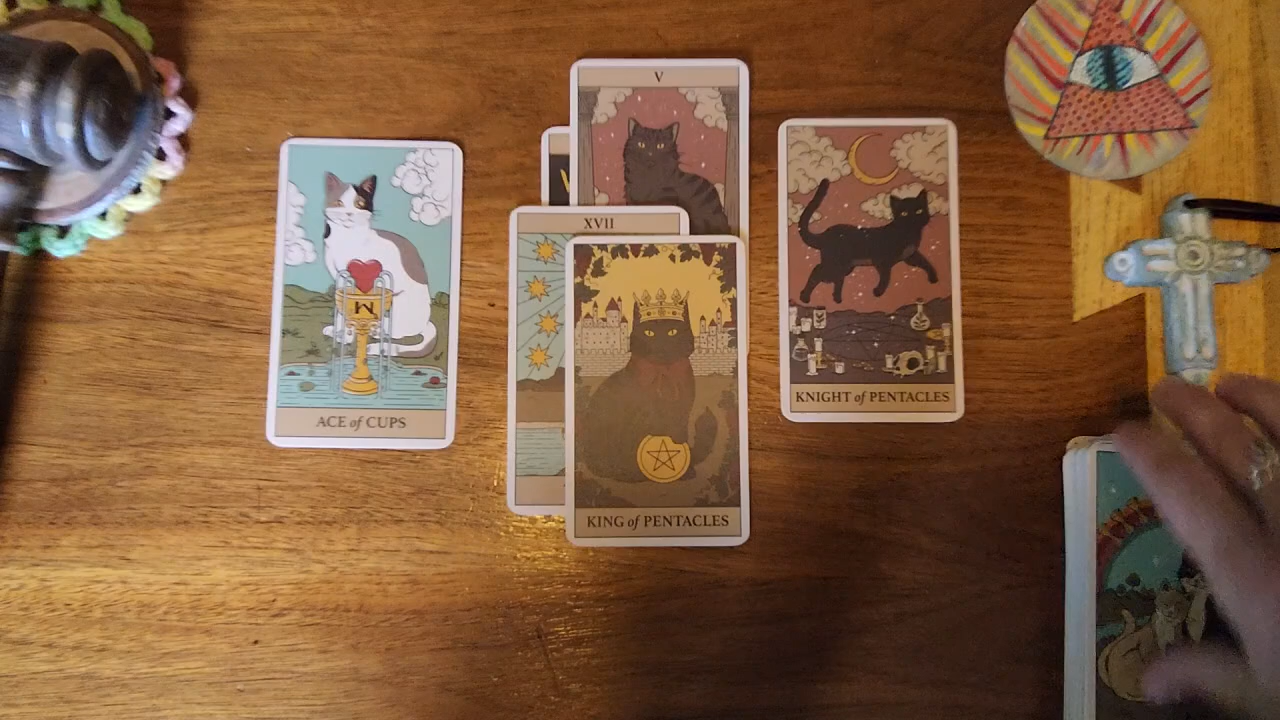 V
ACE of CUPS
XVII
KING of PENTACLES
KNIGHT of PENTACLES